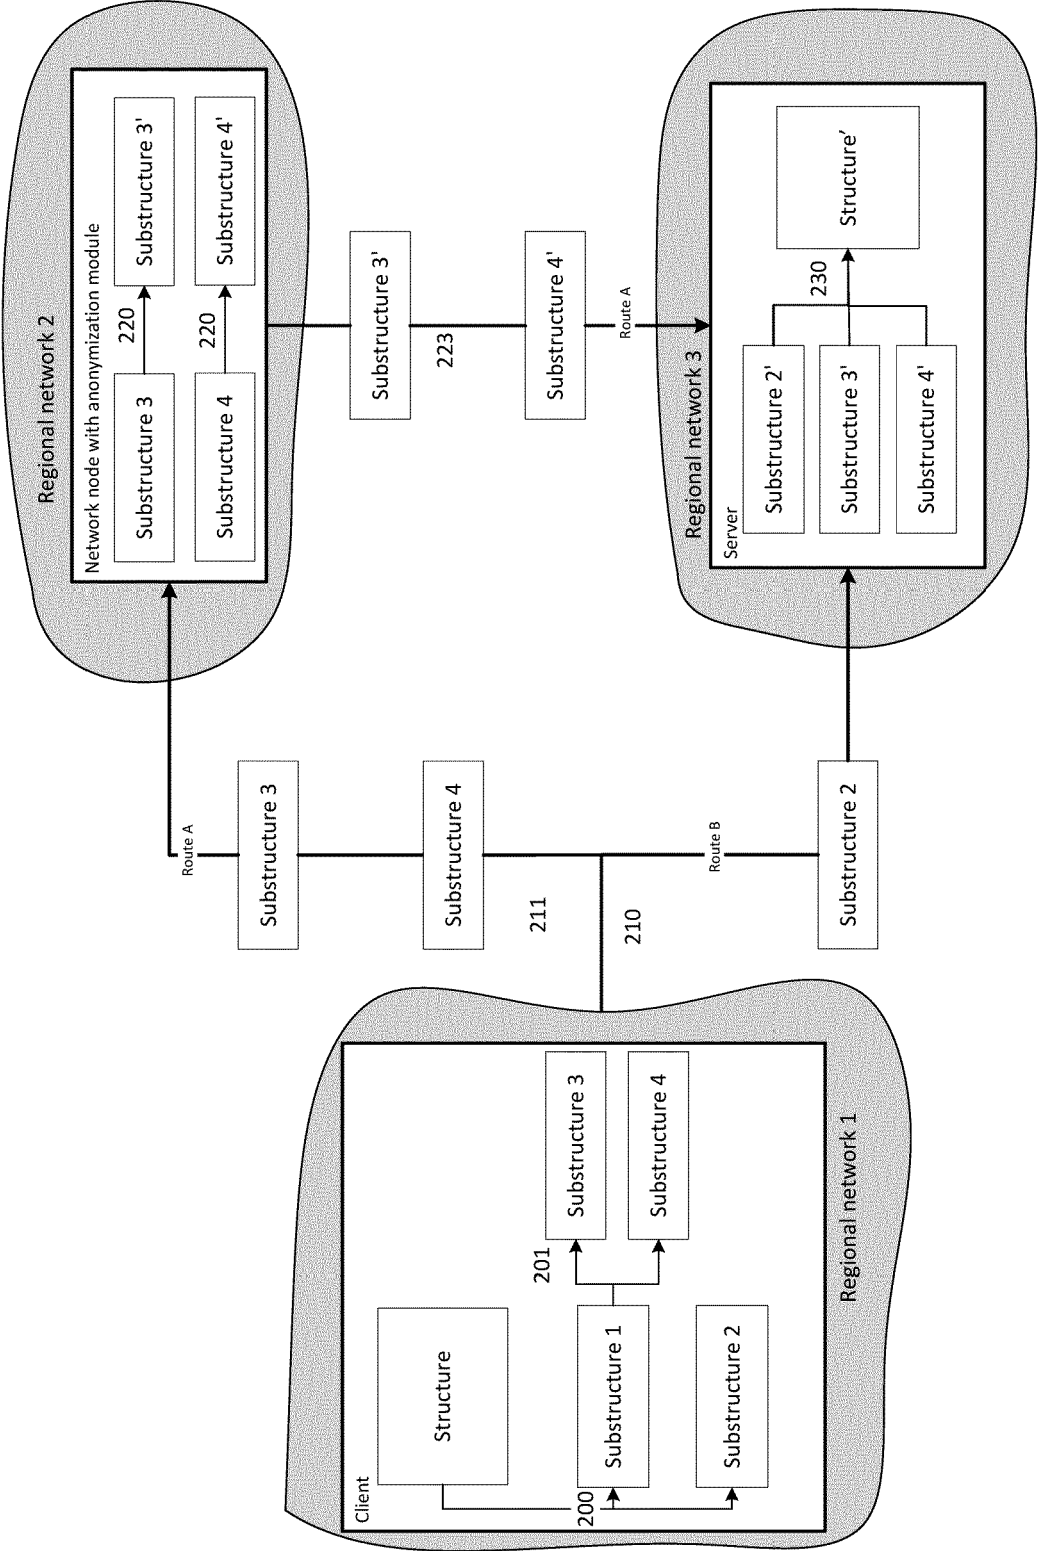 Client
Structure
200
Substructure 1
Substructure 2
201
Substructure 3
Substructure 4
Regional network 1
Route A
Substructure 3
Substructure 4
211
210
Route B
Substructure 2
Regional network 2
Network node with anonymization module
Substructure 3
220
Substructure 3'
Substructure 4
220
Substructure 4'
Substructure 3'
223
Substructure 4'
Route A
Regional network 3
Server
Substructure 2'
Substructure 3'
Substructure 4'
230
Structure’